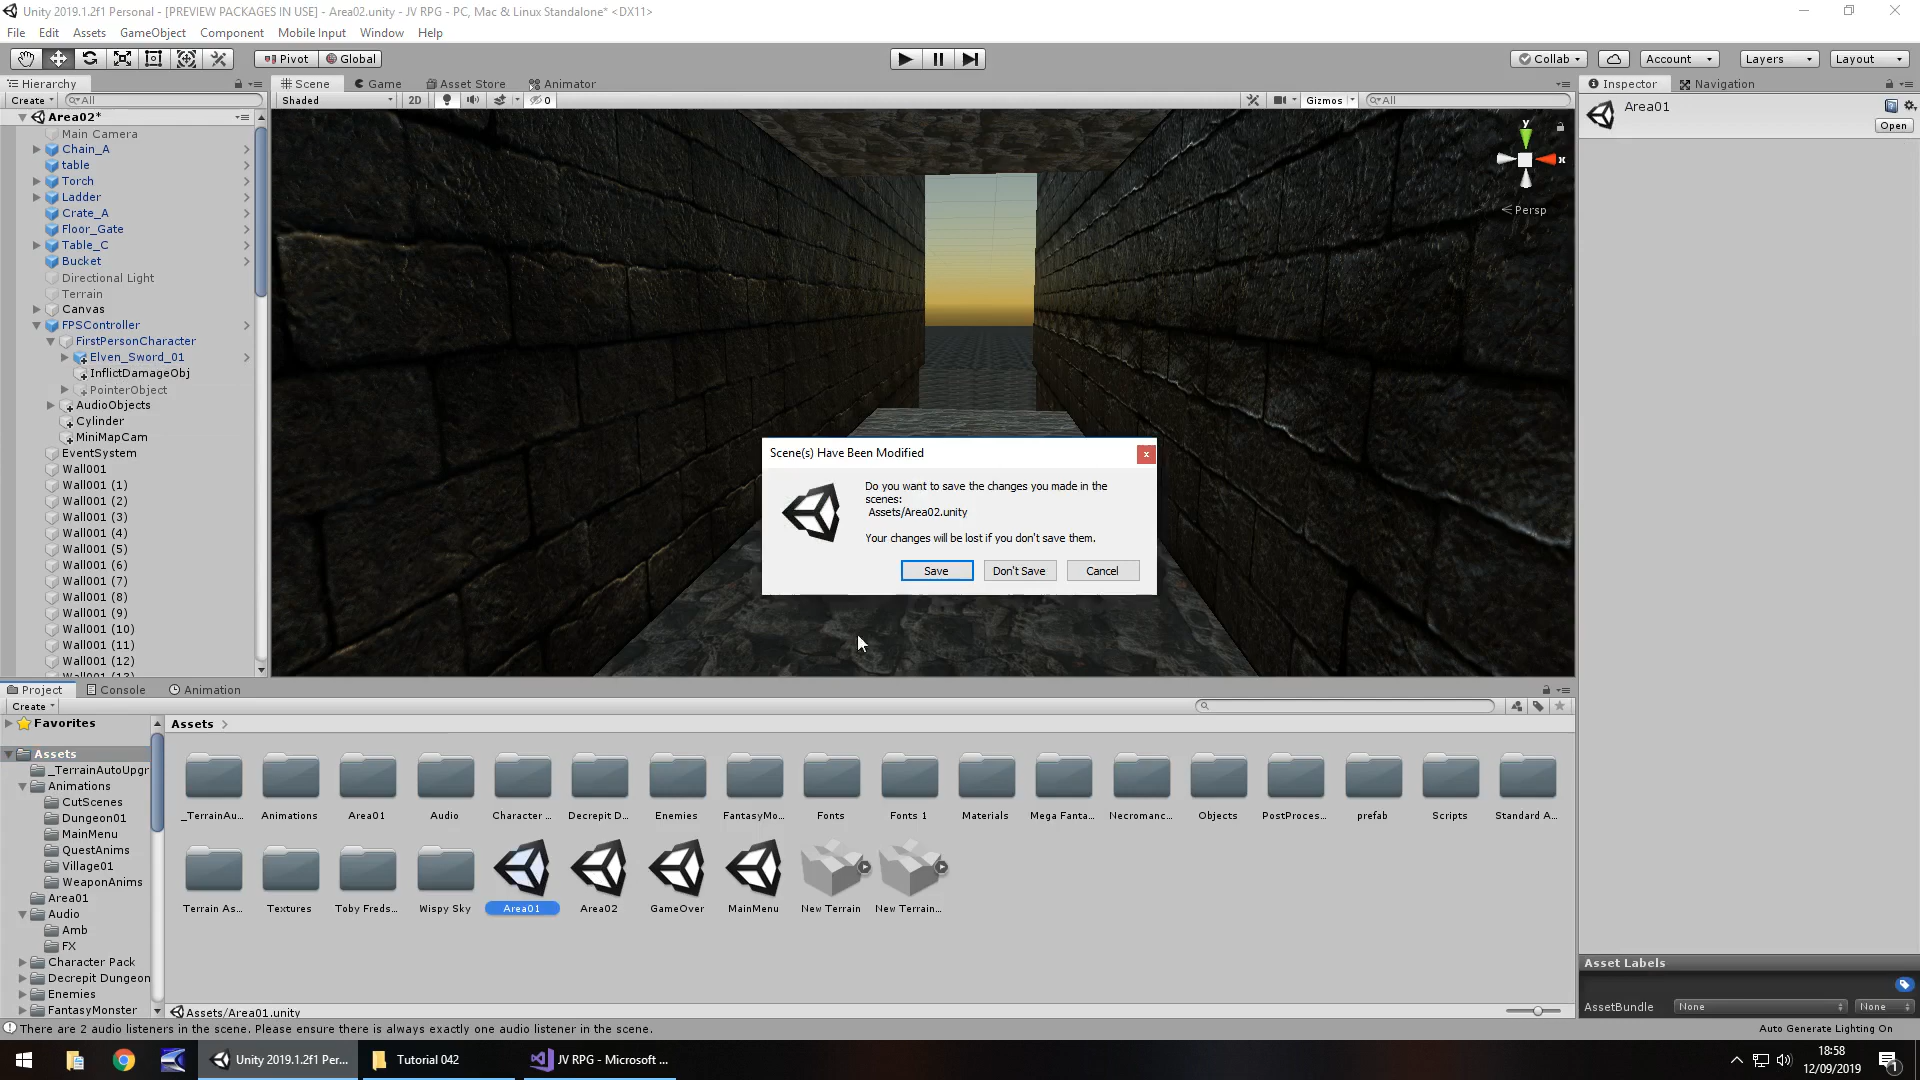 Unity 2019.1.2f1 Personal - [PREVIEW PACKAGES IN USE] - Area02.unity - JV RPG - PC, Mac & Linux Standalone* <DX11>
File Edit Assets GameObject Component Mobile Input Window Help
Pivot Global Collab Account Layers Layout
Hierarchy Scene Game Asset Store Animator Inspector Navigation
Create All Shaded 2D 0 Gizmos All
Area02*
Main Camera
Chain_A
table
Torch
Ladder
Crate_A
Floor_Gate
Table_C
Bucket
Directional Light
Terrain
Canvas
FPSController
FirstPersonCharacter
Elven_Sword_01
InflictDamageObj
PointerObject
AudioObjects
Cylinder
MiniMapCam
EventSystem
Wall001
Wall001 (1)
Wall001 (2)
Wall001 (3)
Wall001 (4)
Wall001 (5)
Wall001 (6)
Wall001 (7)
Wall001 (8)
Wall001 (9)
Wall001 (10)
Wall001 (11)
Wall001 (12)
y
x
Persp
Area01
Open
Scene(s) Have Been Modified
Do you want to save the changes you made in the
scenes:
Assets/Area02.unity
Your changes will be lost if you don't save them.
Save Don't Save Cancel
Project Console Animation
Create
Favorites
Assets
_TerrainAutoUpgr
Animations
CutScenes
Dungeon01
MainMenu
QuestAnims
Village01
WeaponAnims
Area01
Audio
Amb
FX
Character Pack
Decrepit Dungeon
Enemies
FantasyMonster
Assets
_TerrainAu... Animations Area01 Audio Character ... Decrepit D... Enemies FantasyMo... Fonts Fonts 1 Materials Mega Fanta... Necromanc... Objects PostProces... prefab Scripts Standard A...
Terrain As... Textures Toby Freds... Wispy Sky Area01 Area02 GameOver MainMenu New Terrain New Terrain...
Assets/Area01.unity
Asset Labels
AssetBundle None None
There are 2 audio listeners in the scene. Please ensure there is always exactly one audio listener in the scene.
Auto Generate Lighting On
Unity 2019.1.2f1 Per... Tutorial 042 JV RPG - Microsoft ...
18:58
12/09/2019
1